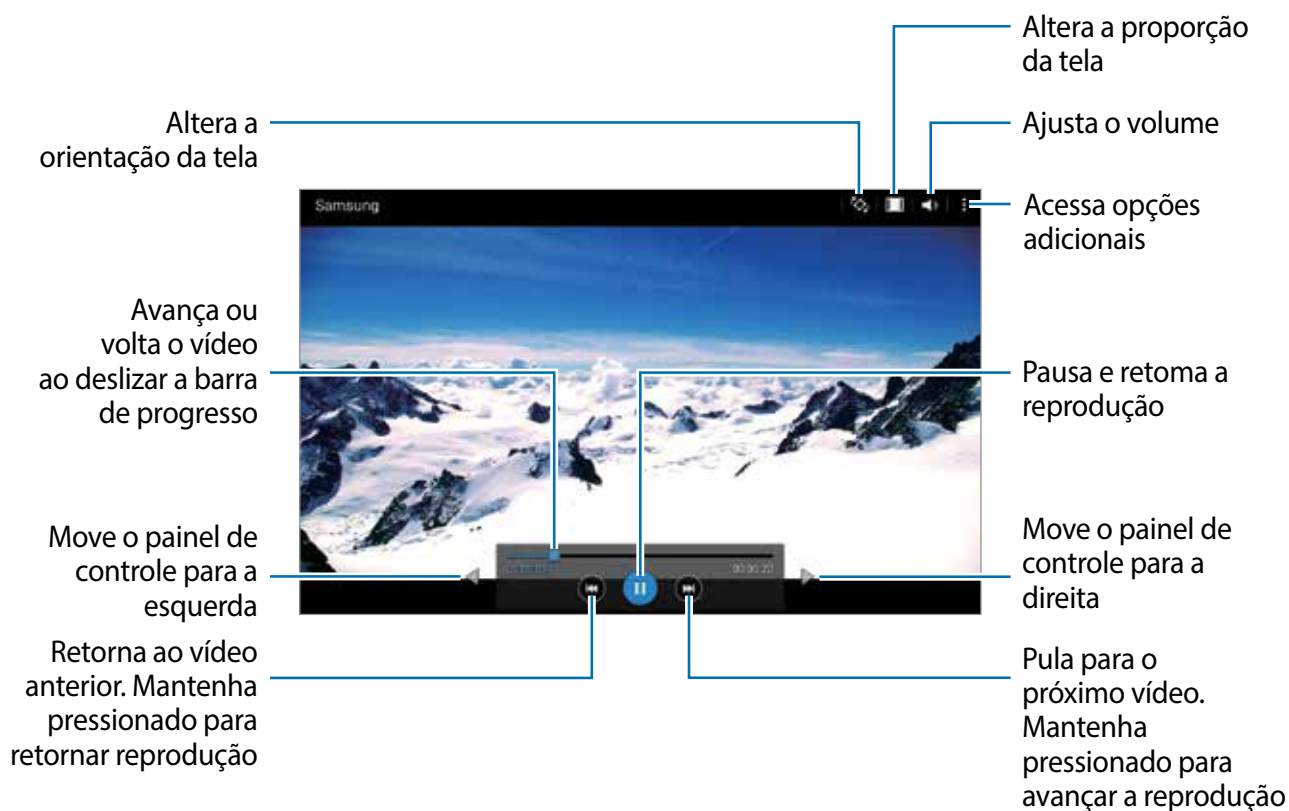 Altera a proporção
da tela
Altera a
orientação da tela
Ajusta o volume
Samsung
Acessa opções
adicionais
Avança ou
volta o vídeo
ao deslizar a barra
de progresso
Pausa e retoma a
reprodução
Move o painel de
controle para a
esquerda
00:00:20
Move o painel de
controle para a
direita
Retorna ao vídeo
anterior. Mantenha
pressionado para
retornar reprodução
Pula para o
próximo vídeo.
Mantenha
pressionado para
avançar a reprodução